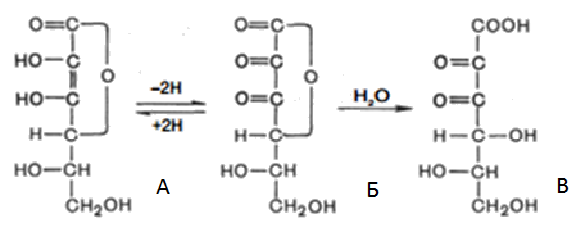 O=C
HO—C
HO—C
H—C
HO—CH
CH₂OH
O
А
−2H
+2H
O=C
O=C
O=C
H—C
HO—CH
CH₂OH
O
Б
H₂O
COOH
O=C
O=C
H—C—OH
HO—CH
CH₂OH
В